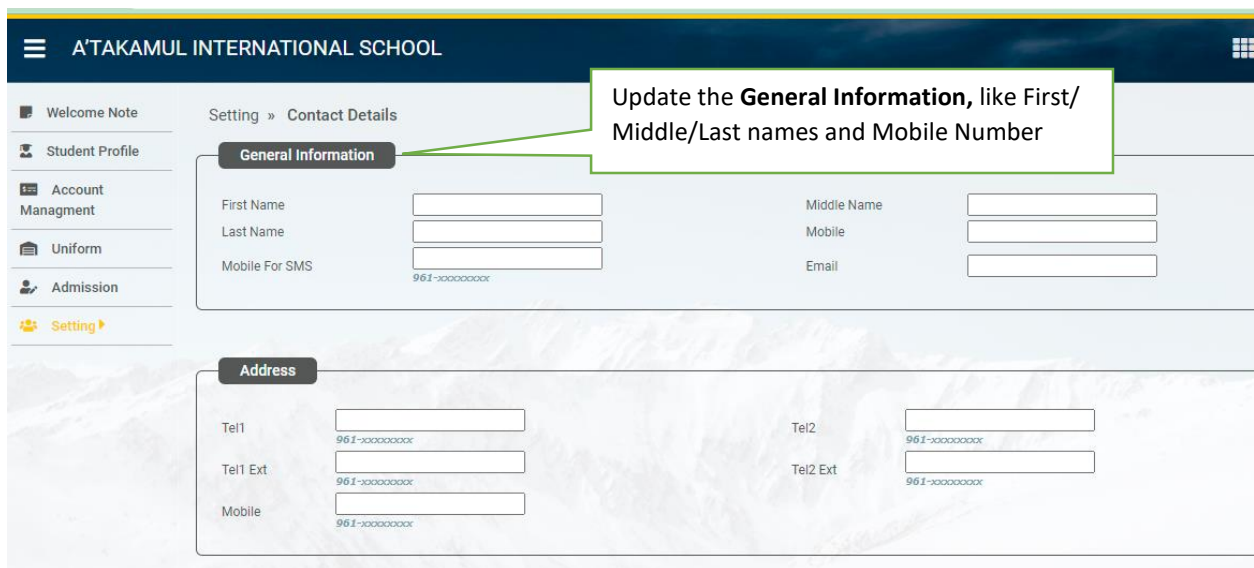 A'TAKAMUL INTERNATIONAL SCHOOL
Update the General Information, like First/
Middle/Last names and Mobile Number
Welcome Note
Student Profile
Account
Managment
Uniform
Admission
Setting
Setting » Contact Details
General Information
First Name
Middle Name
Last Name
Mobile
Mobile For SMS
961-xxxxxxxx
Email
Address
Tel1
961-xxxxxxxx
Tel2
961-xxxxxxxx
Tel1 Ext
961-xxxxxxxx
Tel2 Ext
961-xxxxxxxx
Mobile
961-xxxxxxxx